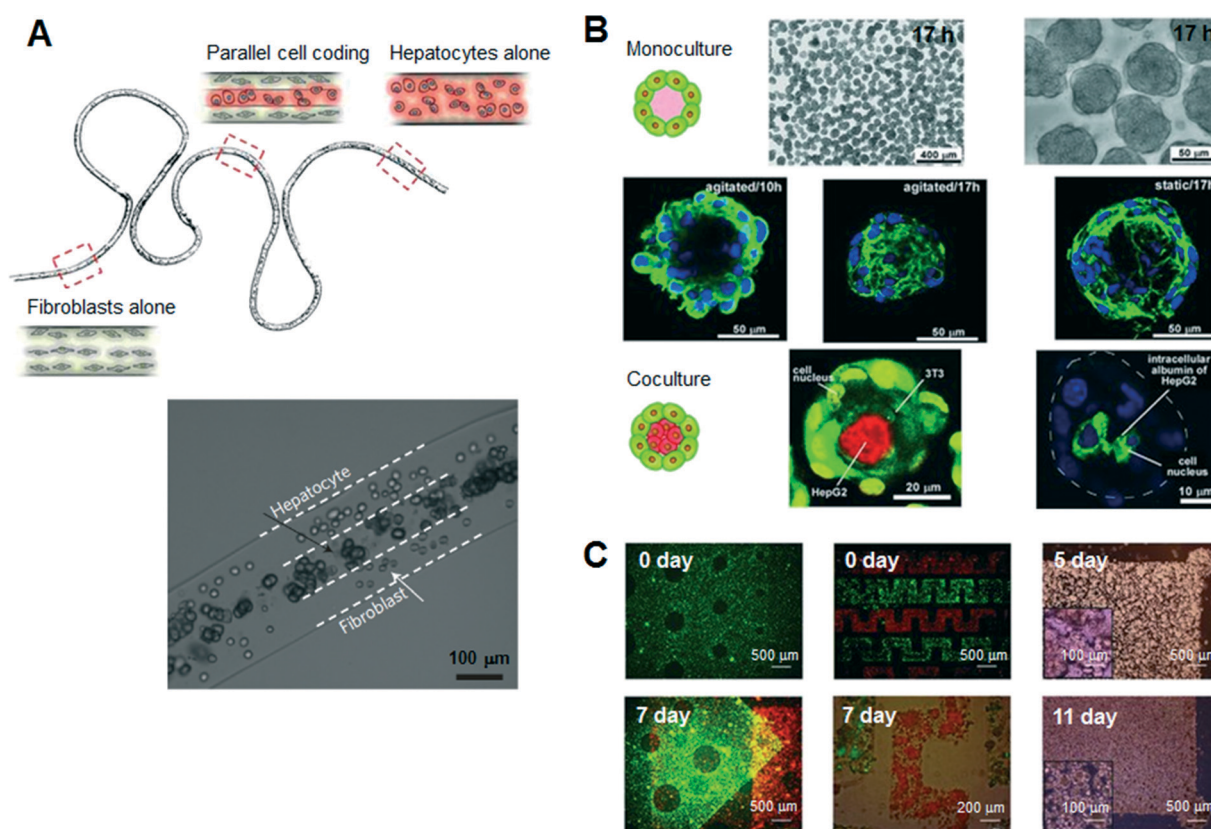 A
Parallel cell coding
Hepatocytes alone
Fibroblasts alone
Hepatocyte
Fibroblast
100 μm
B
Monoculture
17 h
400 μm
17 h
50 μm
agitated/10h
50 μm
agitated/17h
50 μm
static/17h
50 μm
Coculture
cell
nucleus
3T3
HepG2
20 μm
intracellular
albumin of
HepG2
cell
nucleus
10 μm
C
0 day
500 μm
0 day
500 μm
5 day
100 μm
500 μm
7 day
500 μm
7 day
200 μm
11 day
100 μm
500 μm